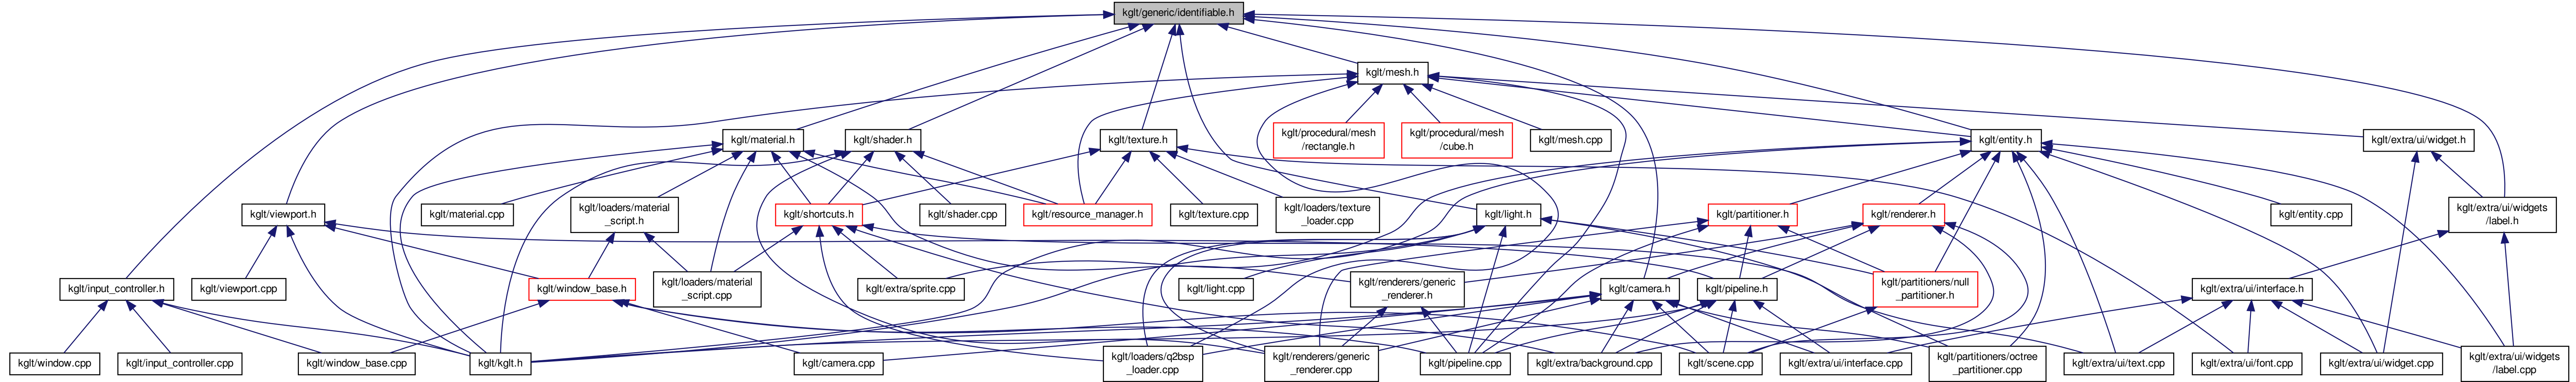 kglt/generic/identifiable.h
kglt/mesh.h
kglt/material.h
kglt/shader.h
kglt/texture.h
kglt/procedural/mesh
/rectangle.h
kglt/procedural/mesh
/cube.h
kglt/mesh.cpp
kglt/entity.h
kglt/extra/ui/widget.h
kglt/viewport.h
kglt/material.cpp
kglt/loaders/material
_script.h
kglt/shortcuts.h
kglt/shader.cpp
kglt/resource_manager.h
kglt/texture.cpp
kglt/loaders/texture
_loader.cpp
kglt/light.h
kglt/partitioner.h
kglt/renderer.h
kglt/entity.cpp
kglt/extra/ui/widgets
/label.h
kglt/input_controller.h
kglt/viewport.cpp
kglt/window_base.h
kglt/loaders/material
_script.cpp
kglt/extra/sprite.cpp
kglt/light.cpp
kglt/renderers/generic
_renderer.h
kglt/camera.h
kglt/pipeline.h
kglt/partitioners/null
_partitioner.h
kglt/extra/ui/interface.h
kglt/window.cpp
kglt/input_controller.cpp
kglt/window_base.cpp
kglt/kglt.h
kglt/camera.cpp
kglt/loaders/q2bsp
_loader.cpp
kglt/renderers/generic
_renderer.cpp
kglt/pipeline.cpp
kglt/extra/background.cpp
kglt/scene.cpp
kglt/extra/ui/interface.cpp
kglt/partitioners/octree
_partitioner.cpp
kglt/extra/ui/text.cpp
kglt/extra/ui/font.cpp
kglt/extra/ui/widget.cpp
kglt/extra/ui/widgets
/label.cpp